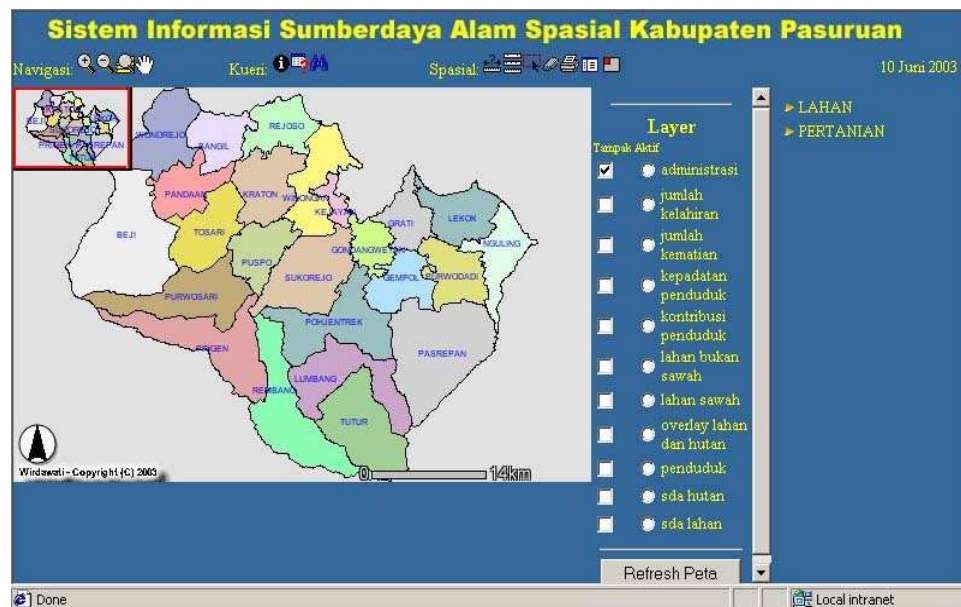 Sistem Informasi Sumberdaya Alam Spasial Kabupaten Pasuruan
Navigasi:
Kueri:
Spasial:
10 Juni 2003
WONOREJO
BANGIL
REJOSO
PANDAAN
KRATON
WINONGAN
KEJAYAN
BEJI
TOSARI
GRATI
LEKOK
NGULING
GONDANGWETAN
PUSPO
SUKOREJO
GEMPOL
PURWODADI
PURWOSARI
POHJENTREK
PRIGEN
PASREPAN
REMBANG
LUMBANG
TUTUR
Wirdawati - Copyright (C) 2003
0 14km
Layer
Tampak Aktif
administrasi
jumlah
kelahiran
jumlah
kematian
kepadatan
penduduk
kontribusi
penduduk
lahan bukan
sawah
lahan sawah
overlay lahan
dan hutan
penduduk
sda hutan
sda lahan
Refresh Peta
LAHAN
PERTANIAN
Done
Local intranet